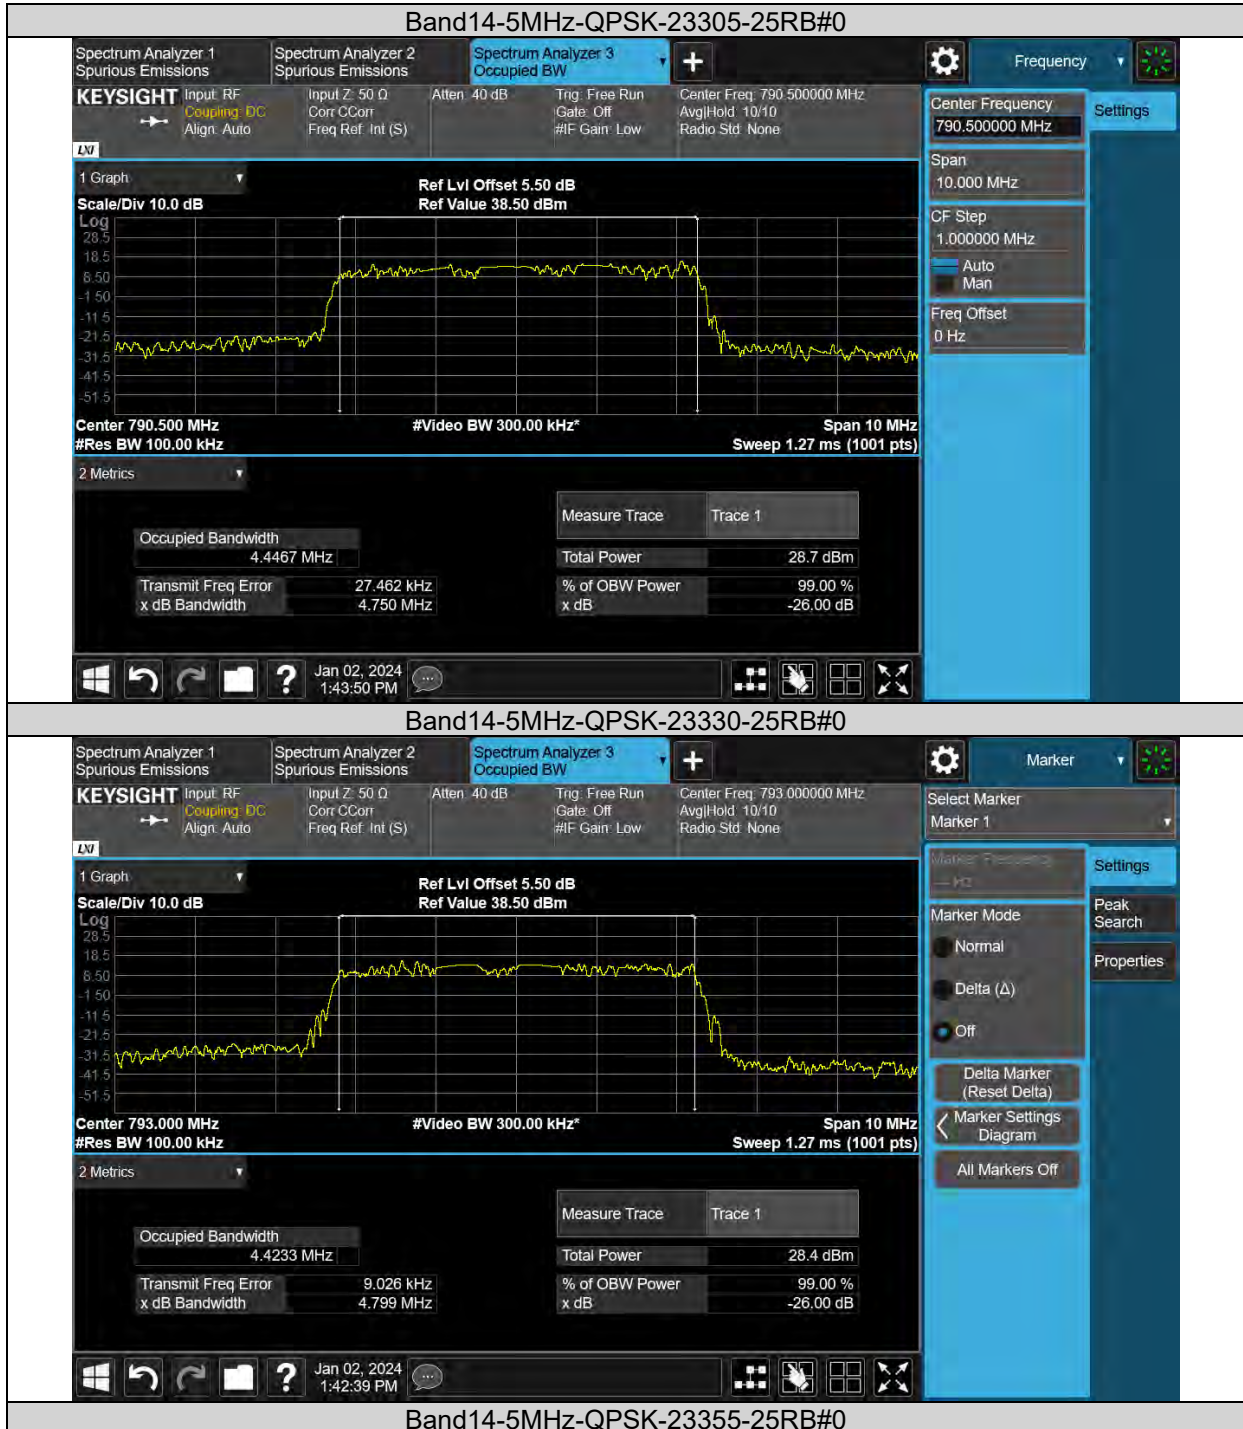 Band14-5MHz-QPSK-23305-25RB#0
Spectrum Analyzer 1
Spurious Emissions
Spectrum Analyzer 2
Spurious Emissions
Spectrum Analyzer 3
Occupied BW
Frequency
KEYSIGHT
Input: RF
Coupling: DC
Align: Auto
Input Z: 50 Ω
Corr CCorr
Freq Ref: Int (S)
Atten: 40 dB
Trig: Free Run
Gate: Off
#IF Gain: Low
Center Freq: 790.500000 MHz
Avg|Hold: 10/10
Radio Std: None
LXI
Center Frequency
790.500000 MHz
Settings
Span
10.000 MHz
CF Step
1.000000 MHz
Auto
Man
Freq Offset
0 Hz
1 Graph
Scale/Div 10.0 dB
Ref Lvl Offset 5.50 dB
Ref Value 38.50 dBm
Log
28.5
18.5
8.50
-1.50
-11.5
-21.5
-31.5
-41.5
-51.5
Center 790.500 MHz
#Video BW 300.00 kHz*
Span 10 MHz
#Res BW 100.00 kHz
Sweep 1.27 ms (1001 pts)
2 Metrics
Measure Trace
Trace 1
Occupied Bandwidth
4.4467 MHz
Total Power
28.7 dBm
Transmit Freq Error
27.462 kHz
% of OBW Power
99.00 %
x dB Bandwidth
4.750 MHz
x dB
-26.00 dB
?
Jan 02, 2024
1:43:50 PM
Band14-5MHz-QPSK-23330-25RB#0
Spectrum Analyzer 1
Spurious Emissions
Spectrum Analyzer 2
Spurious Emissions
Spectrum Analyzer 3
Occupied BW
Marker
KEYSIGHT
Input: RF
Coupling: DC
Align: Auto
Input Z: 50 Ω
Corr CCorr
Freq Ref: Int (S)
Atten: 40 dB
Trig: Free Run
Gate: Off
#IF Gain: Low
Center Freq: 793.000000 MHz
Avg|Hold: 10/10
Radio Std: None
LXI
Select Marker
Marker 1
Marker Frequency
--- Hz
Settings
Peak Search
Properties
Marker Mode
Normal
Delta (Δ)
Off
Delta Marker
(Reset Delta)
Marker Settings
Diagram
All Markers Off
1 Graph
Scale/Div 10.0 dB
Ref Lvl Offset 5.50 dB
Ref Value 38.50 dBm
Log
28.5
18.5
8.50
-1.50
-11.5
-21.5
-31.5
-41.5
-51.5
Center 793.000 MHz
#Video BW 300.00 kHz*
Span 10 MHz
#Res BW 100.00 kHz
Sweep 1.27 ms (1001 pts)
2 Metrics
Measure Trace
Trace 1
Occupied Bandwidth
4.4233 MHz
Total Power
28.4 dBm
Transmit Freq Error
9.026 kHz
% of OBW Power
99.00 %
x dB Bandwidth
4.799 MHz
x dB
-26.00 dB
?
Jan 02, 2024
1:42:39 PM
Band14-5MHz-QPSK-23355-25RB#0